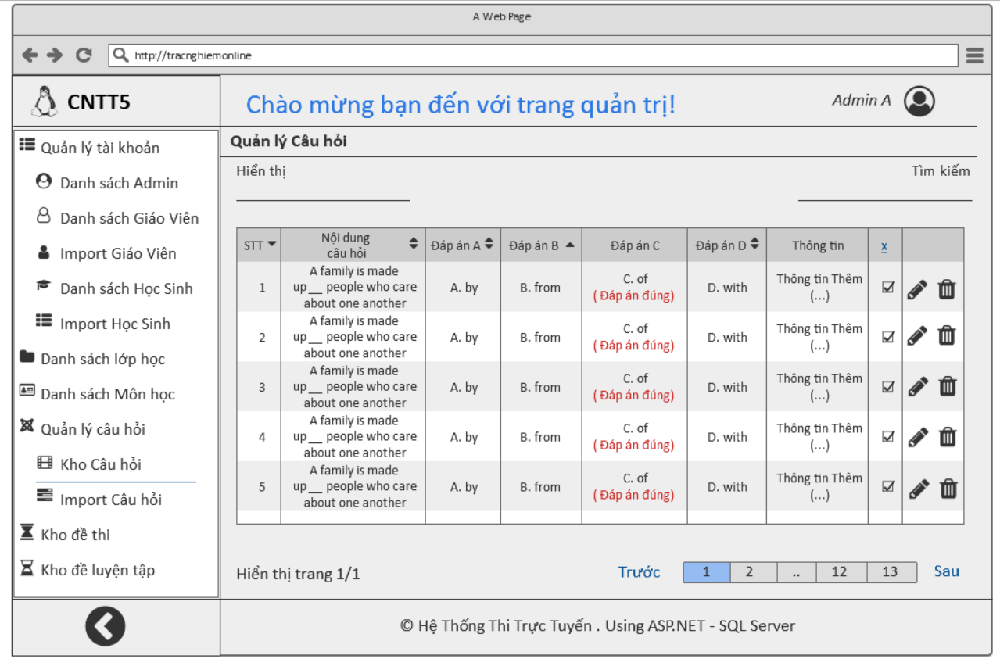 A Web Page
http://tracnghiemonline
CNTT5
Chào mừng bạn đến với trang quản trị!
Admin A
Quản lý tài khoản
Danh sách Admin
Danh sách Giáo Viên
Import Giáo Viên
Danh sách Học Sinh
Import Học Sinh
Danh sách lớp học
Danh sách Môn học
Quản lý câu hỏi
Kho Câu hỏi
Import Câu hỏi
Kho đề thi
Kho đề luyện tập
Quản lý Câu hỏi
Hiển thị
Tìm kiếm
STT
Nội dung
câu hỏi
Đáp án A
Đáp án B
Đáp án C
Đáp án D
Thông tin
x
1
A family is made
up__ people who care
about one another
A. by
B. from
C. of
( Đáp án đúng)
D. with
Thông tin Thêm
(...)
2
A family is made
up__ people who care
about one another
A. by
B. from
C. of
( Đáp án đúng)
D. with
Thông tin Thêm
(...)
3
A family is made
up__ people who care
about one another
A. by
B. from
C. of
( Đáp án đúng)
D. with
Thông tin Thêm
(...)
4
A family is made
up__ people who care
about one another
A. by
B. from
C. of
( Đáp án đúng)
D. with
Thông tin Thêm
(...)
5
A family is made
up__ people who care
about one another
A. by
B. from
C. of
( Đáp án đúng)
D. with
Thông tin Thêm
(...)
Hiển thị trang 1/1
Trước
1
2
..
12
13
Sau
© Hệ Thống Thi Trực Tuyến . Using ASP.NET - SQL Server